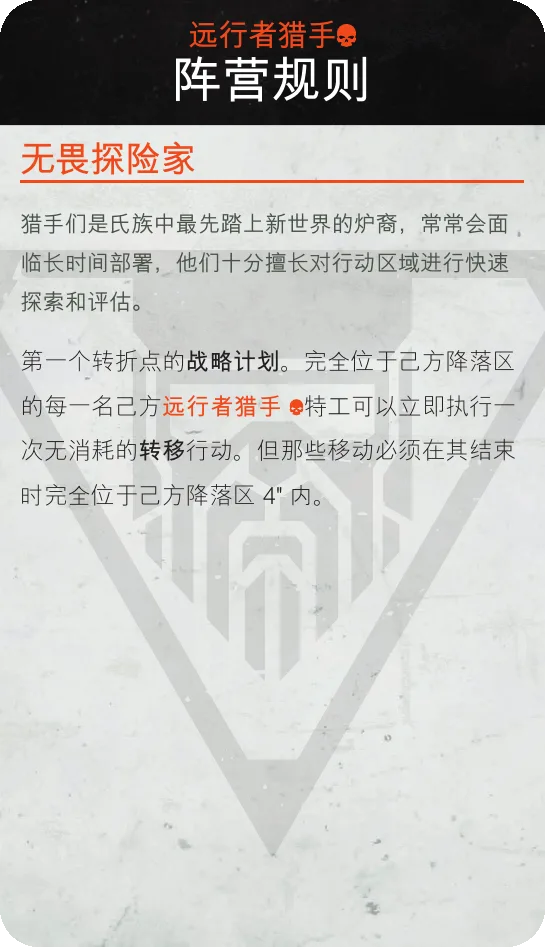 远行者猎手
阵营规则
无畏探险家
猎手们是氏族中最先踏上新世界的炉裔，常常会面
临长时间部署，他们十分擅长对行动区域进行快速
探索和评估。
第一个转折点的战略计划。完全位于己方降落区
的每一名己方远行者猎手特工可以立即执行一
次无消耗的转移行动。但那些移动必须在其结束
时完全位于己方降落区 4" 内。